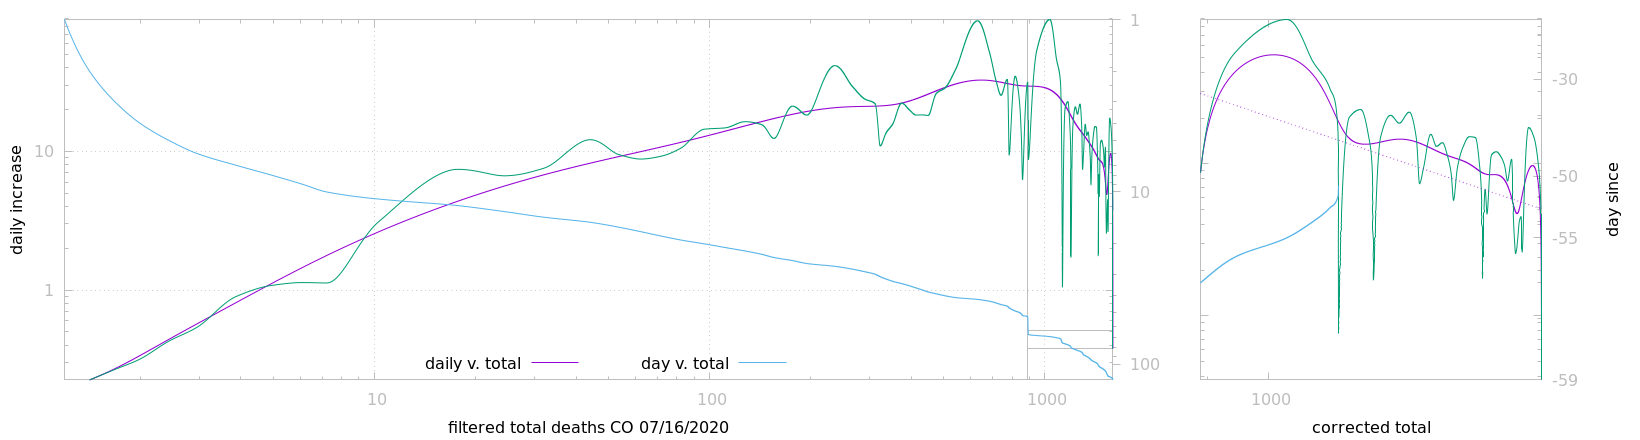 daily increase
10
1
1
10
100
daily v. total
day v. total
10
100
1000
filtered total deaths CO 07/16/2020
-30
-50
-55
-59
day since
1000
corrected total